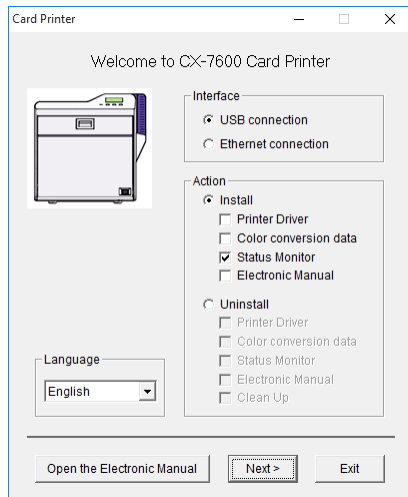 Card Printer
Welcome to CX-7600 Card Printer
Interface
USB connection
Ethernet connection
Action
Install
Printer Driver
Color conversion data
Status Monitor
Electronic Manual
Uninstall
Printer Driver
Color conversion data
Status Monitor
Electronic Manual
Clean Up
Language
English
Open the Electronic Manual
Next >
Exit